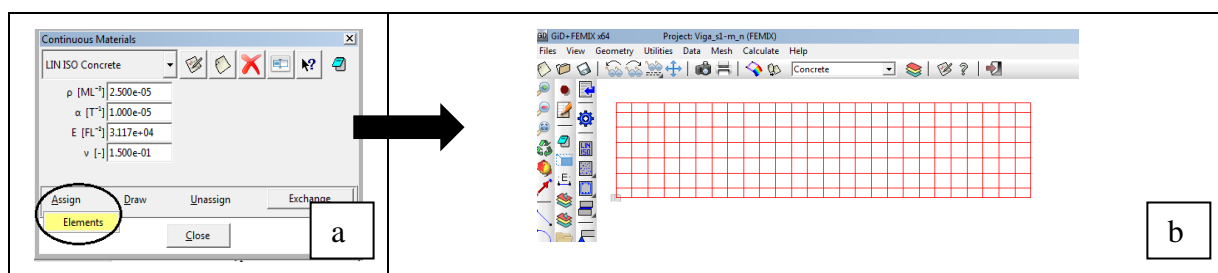 Continuous Materials
LIN ISO Concrete
ρ [ML⁻³] 2.500e-05
α [T⁻¹] 1.000e-05
E [FL⁻²] 3.117e+04
ν [-] 1.500e-01
Assign Draw Unassign Exchange
Elements
Close
a
GiD+FEMIX x64 Project: Viga_s1-m_n (FEMIX)
Files View Geometry Utilities Data Mesh Calculate Help
Concrete
LIN
ISO
.E.
b